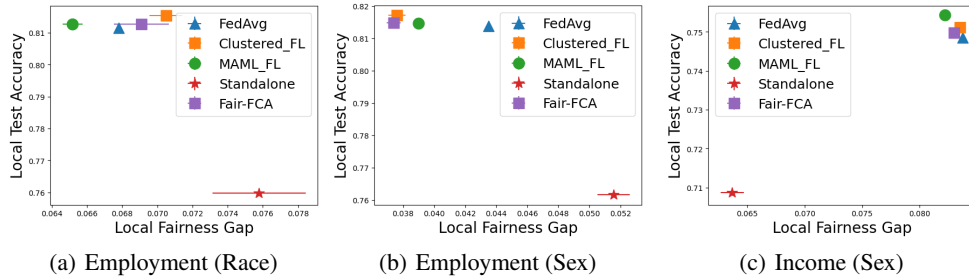 Local Test Accuracy
0.81
0.80
0.79
0.78
0.77
0.76
0.064 0.066 0.068 0.070 0.072 0.074 0.076 0.078
Local Fairness Gap
FedAvg
Clustered_FL
MAML_FL
Standalone
Fair-FCA
(a) Employment (Race)
Local Test Accuracy
0.82
0.81
0.80
0.79
0.78
0.77
0.76
0.038 0.040 0.042 0.044 0.046 0.048 0.050 0.052
Local Fairness Gap
FedAvg
Clustered_FL
MAML_FL
Standalone
Fair-FCA
(b) Employment (Sex)
Local Test Accuracy
0.75
0.74
0.73
0.72
0.71
0.065 0.070 0.075 0.080
Local Fairness Gap
FedAvg
Clustered_FL
MAML_FL
Standalone
Fair-FCA
(c) Income (Sex)